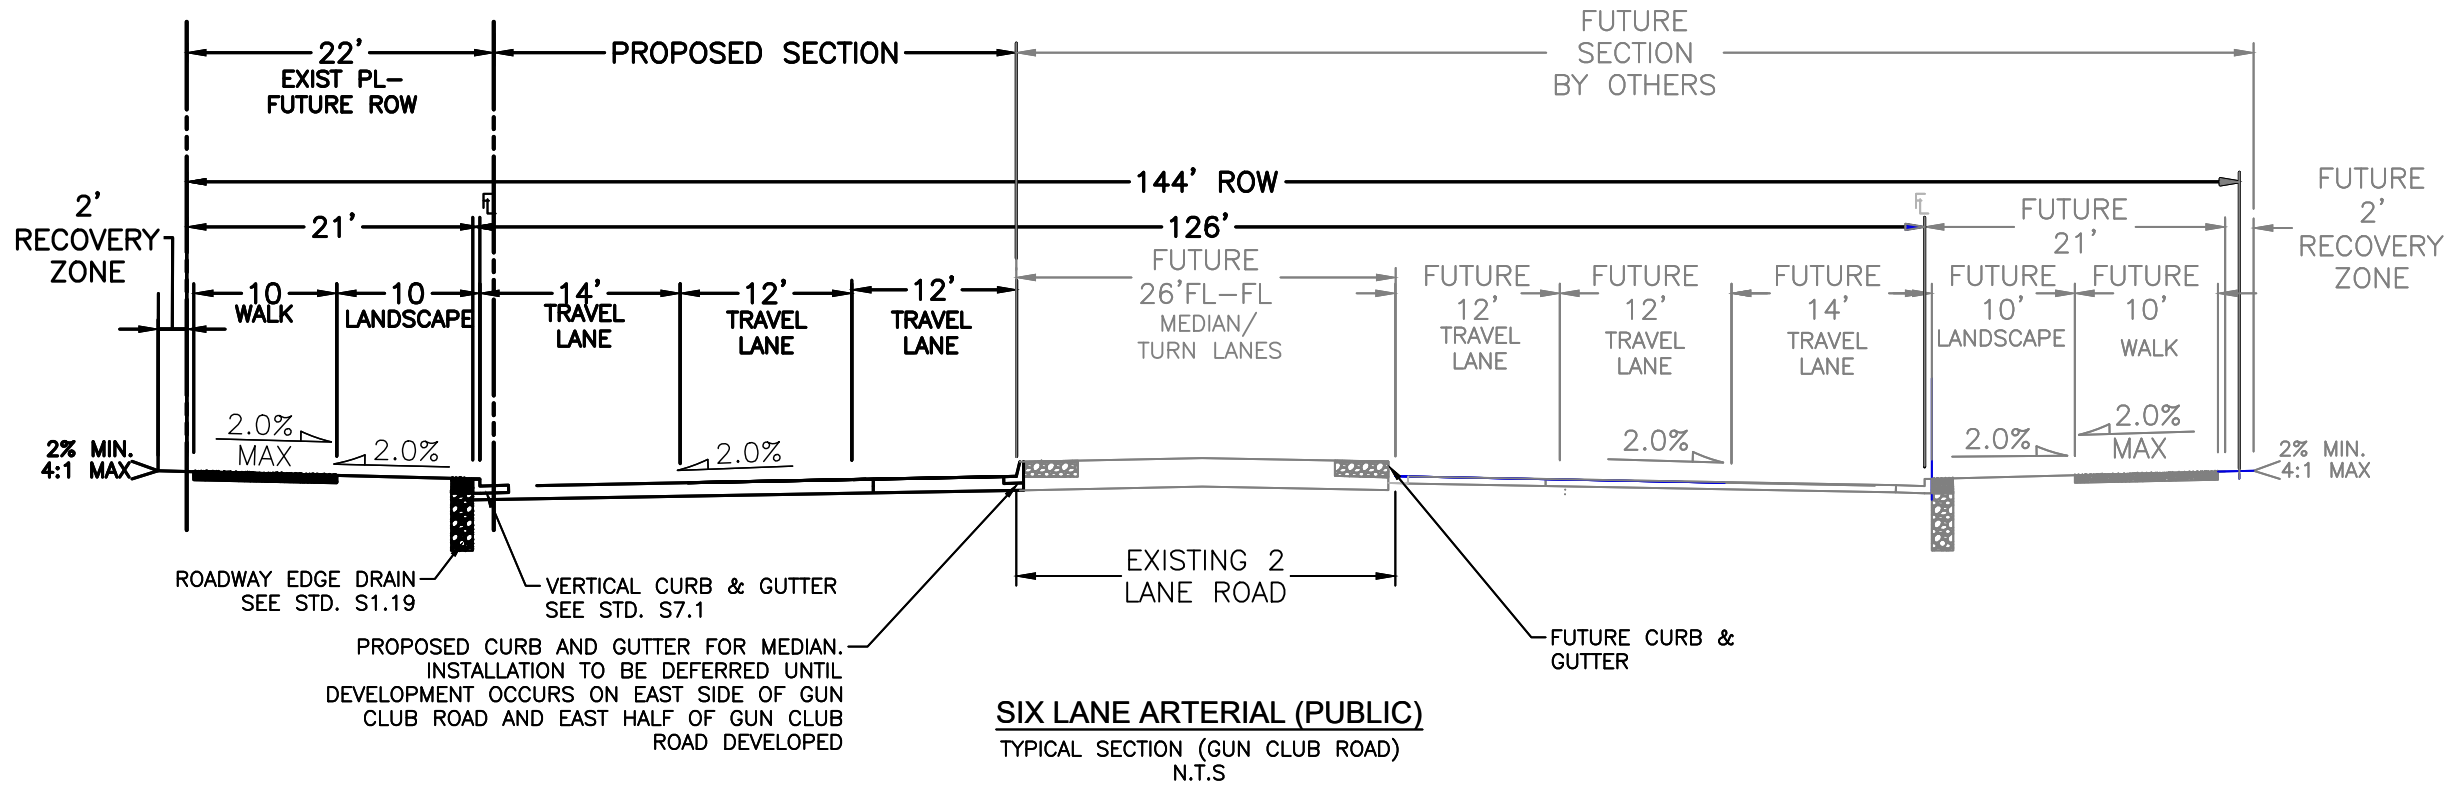 22'
EXIST PL-
FUTURE ROW
PROPOSED SECTION
FUTURE
SECTION
BY OTHERS
144' ROW
2'
RECOVERY
ZONE
21'
FL
126'
FL
FUTURE
21'
FUTURE
2'
RECOVERY
ZONE
10
WALK
10
LANDSCAPE
14'
TRAVEL
LANE
12'
TRAVEL
LANE
12'
TRAVEL
LANE
FUTURE
26'FL-FL
MEDIAN/
TURN LANES
FUTURE
12'
TRAVEL
LANE
FUTURE
12'
TRAVEL
LANE
FUTURE
14'
TRAVEL
LANE
FUTURE
10'
LANDSCAPE
FUTURE
10'
WALK
2% MIN.
4:1 MAX
2.0%
MAX
2.0%
2.0%
2.0%
2.0%
2.0%
MAX
2% MIN.
4:1 MAX
ROADWAY EDGE DRAIN
SEE STD. S1.19
VERTICAL CURB & GUTTER
SEE STD. S7.1
EXISTING 2
LANE ROAD
PROPOSED CURB AND GUTTER FOR MEDIAN.
INSTALLATION TO BE DEFERRED UNTIL
DEVELOPMENT OCCURS ON EAST SIDE OF GUN
CLUB ROAD AND EAST HALF OF GUN CLUB
ROAD DEVELOPED
FUTURE CURB &
GUTTER
SIX LANE ARTERIAL (PUBLIC)
TYPICAL SECTION (GUN CLUB ROAD)
N.T.S